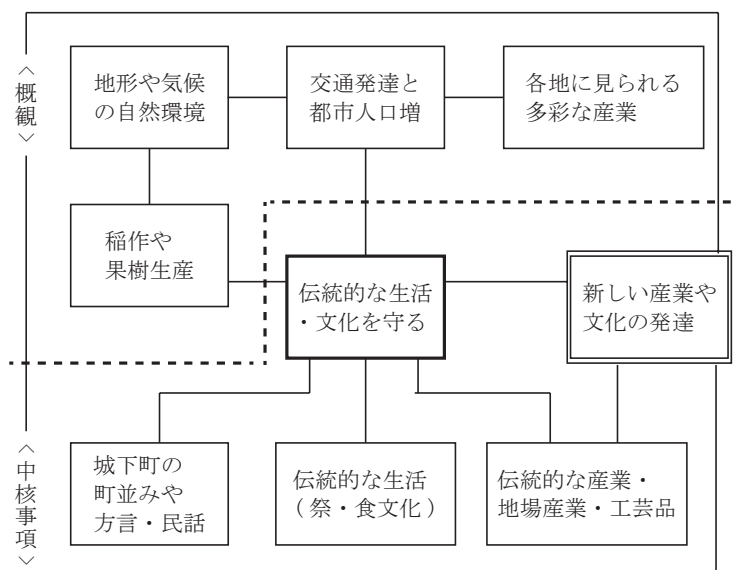 〈概観〉
地形や気候
の自然環境
交通発達と
都市人口増
各地に見られる
多彩な産業
稲作や
果樹生産
伝統的な生活
・文化を守る
新しい産業や
文化の発達
〈中核事項〉
城下町の
町並みや
方言・民話
伝統的な生活
（祭・食文化）
伝統的な産業・
地場産業・工芸品